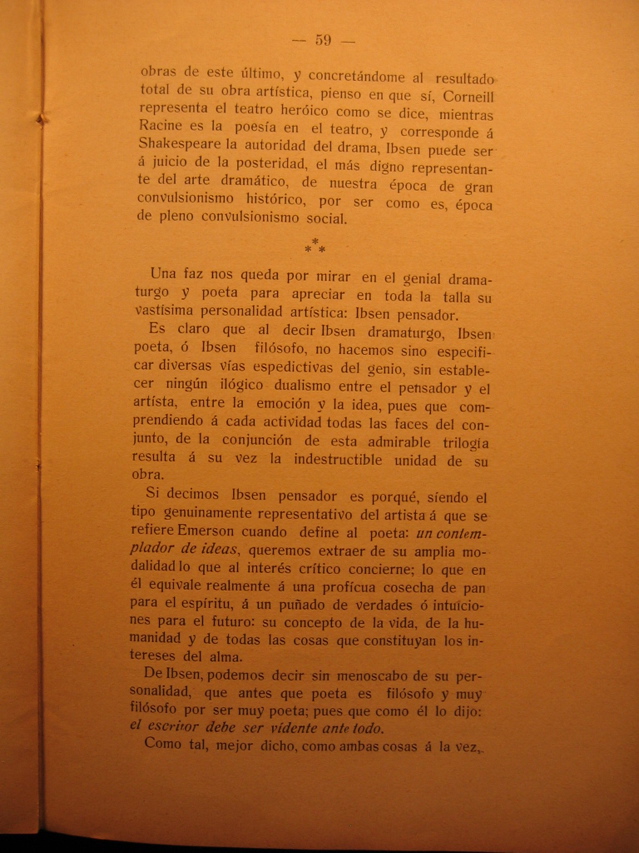 — 59 —
obras de este último, y concretándome al resultado
total de su obra artística, pienso en que sí, Corneill
representa el teatro heróico como se dice, mientras
Racine es la poesía en el teatro, y corresponde á
Shakespeare la autoridad del drama, Ibsen puede ser
á juicio de la posteridad, el más digno representan-
te del arte dramático, de nuestra época de gran
convulsionismo histórico, por ser como es, época
de pleno convulsionismo social.
* * *
Una faz nos queda por mirar en el genial drama-
turgo y poeta para apreciar en toda la talla su
vastísima personalidad artística: Ibsen pensador.
Es claro que al decir Ibsen dramaturgo, Ibsen
poeta, ó Ibsen filósofo, no hacemos sino especifi-
car diversas vías espedictivas del genio, sin estable-
cer ningún ilógico dualismo entre el pensador y el
artísta, entre la emoción y la idea, pues que com-
prendiendo á cada actividad todas las faces del con-
junto, de la conjunción de esta admirable trilogía
resulta á su vez la indestructible unidad de su
obra.
Si decimos Ibsen pensador es porqué, siendo el
tipo genuinamente representativo del artista á que se
refiere Emerson cuando define al poeta: un contem-
plador de ideas, queremos extraer de su amplia mo-
dalidad lo que al interés crítico concierne; lo que en
él equivale realmente á una profícua cosecha de pan
para el espíritu, á un puñado de verdades ó intuicio-
nes para el futuro: su concepto de la vida, de la hu-
manidad y de todas las cosas que constituyan los in-
tereses del alma.
De Ibsen, podemos decir sin menoscabo de su per-
sonalidad, que antes que poeta es filósofo y muy
filósofo por ser muy poeta; pues que como él lo dijo:
el escritor debe ser vídente ante todo.
Como tal, mejor dicho, como ambas cosas á la vez,